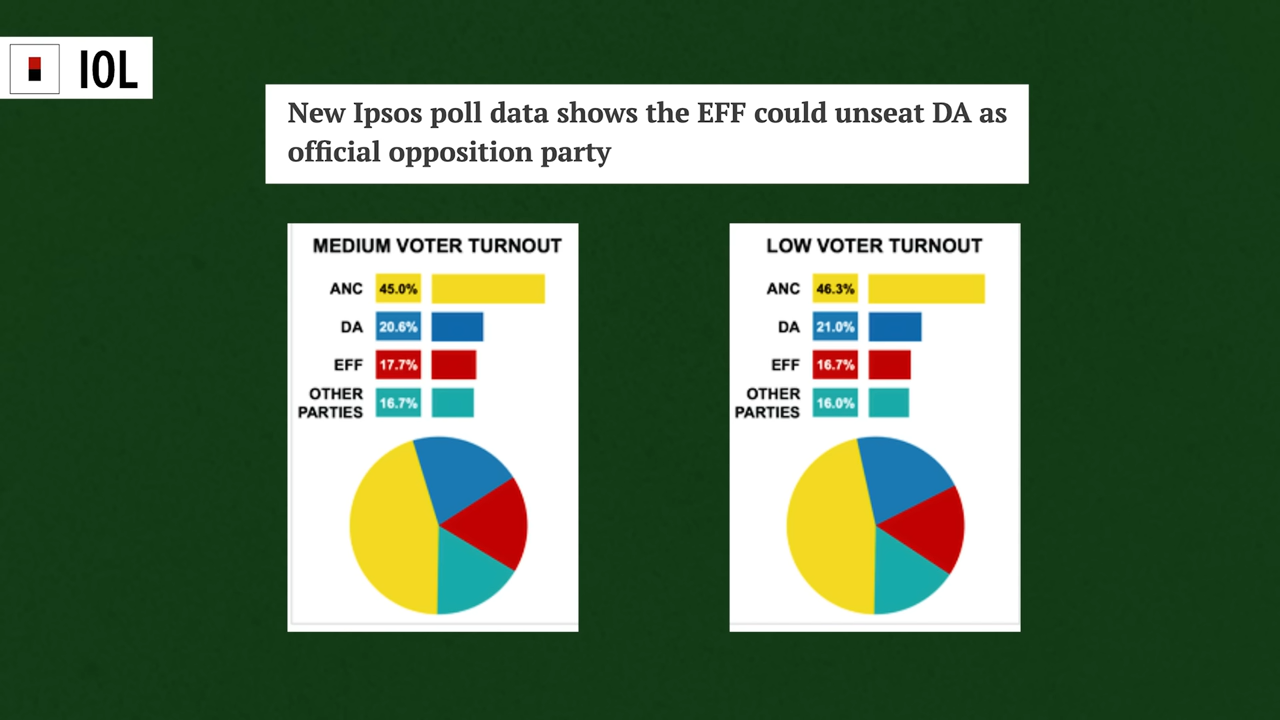 IOL
New Ipsos poll data shows the EFF could unseat DA as
official opposition party
MEDIUM VOTER TURNOUT
ANC 45.0%
DA 20.6%
EFF 17.7%
OTHER
PARTIES 16.7%
LOW VOTER TURNOUT
ANC 46.3%
DA 21.0%
EFF 16.7%
OTHER
PARTIES 16.0%